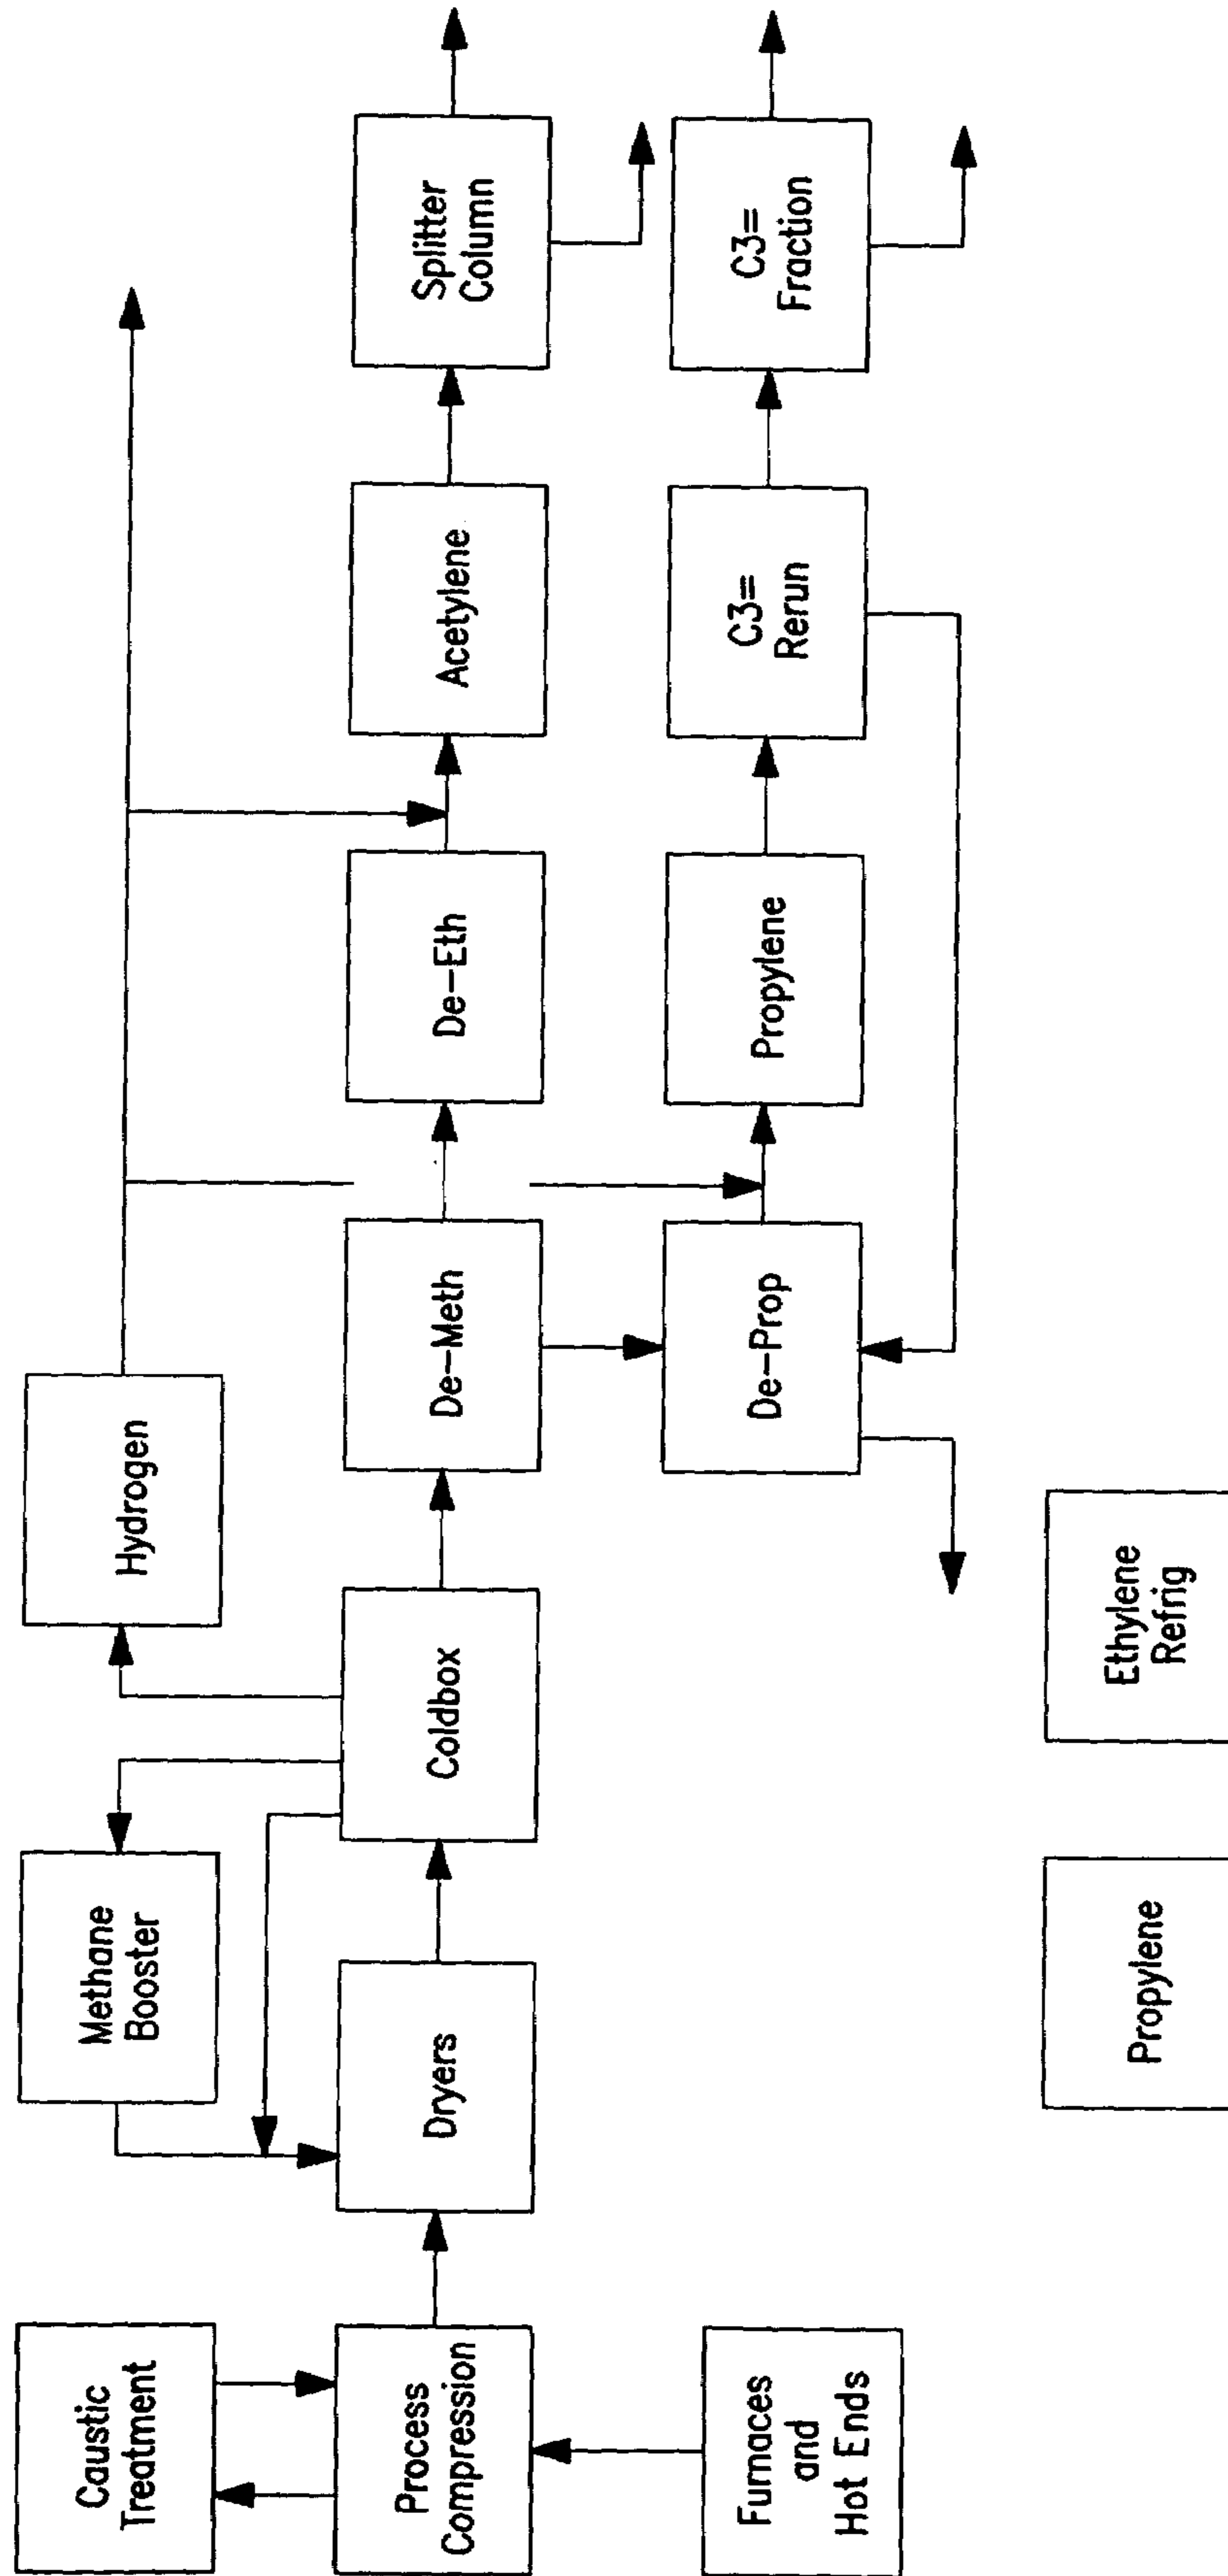 Caustic
Treatment
Methane
Booster
Hydrogen
Process
Compression
Dryers
Coldbox
De-Meth
De-Eth
Acetylene
Splitter
Column
Furnaces
and
Hot Ends
De-Prop
Propylene
C3=
Rerun
C3=
Fraction
Propylene
Ethylene
Refrig